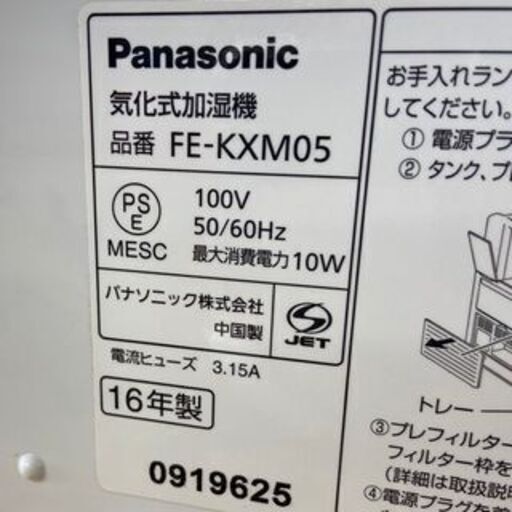 Panasonic
気化式加湿機
品番 FE-KXM05
PS
E
MESC
100V
50/60Hz
最大消費電力10W
パナソニック株式会社
中国製
S
JET
電流ヒューズ 3.15A
16年製
0919625
お手入れラン
してください。
① 電源プラ
② タンク、プ
トレー
③プレフィルター
フィルター枠を
(詳細は取扱説
④電源プラグを